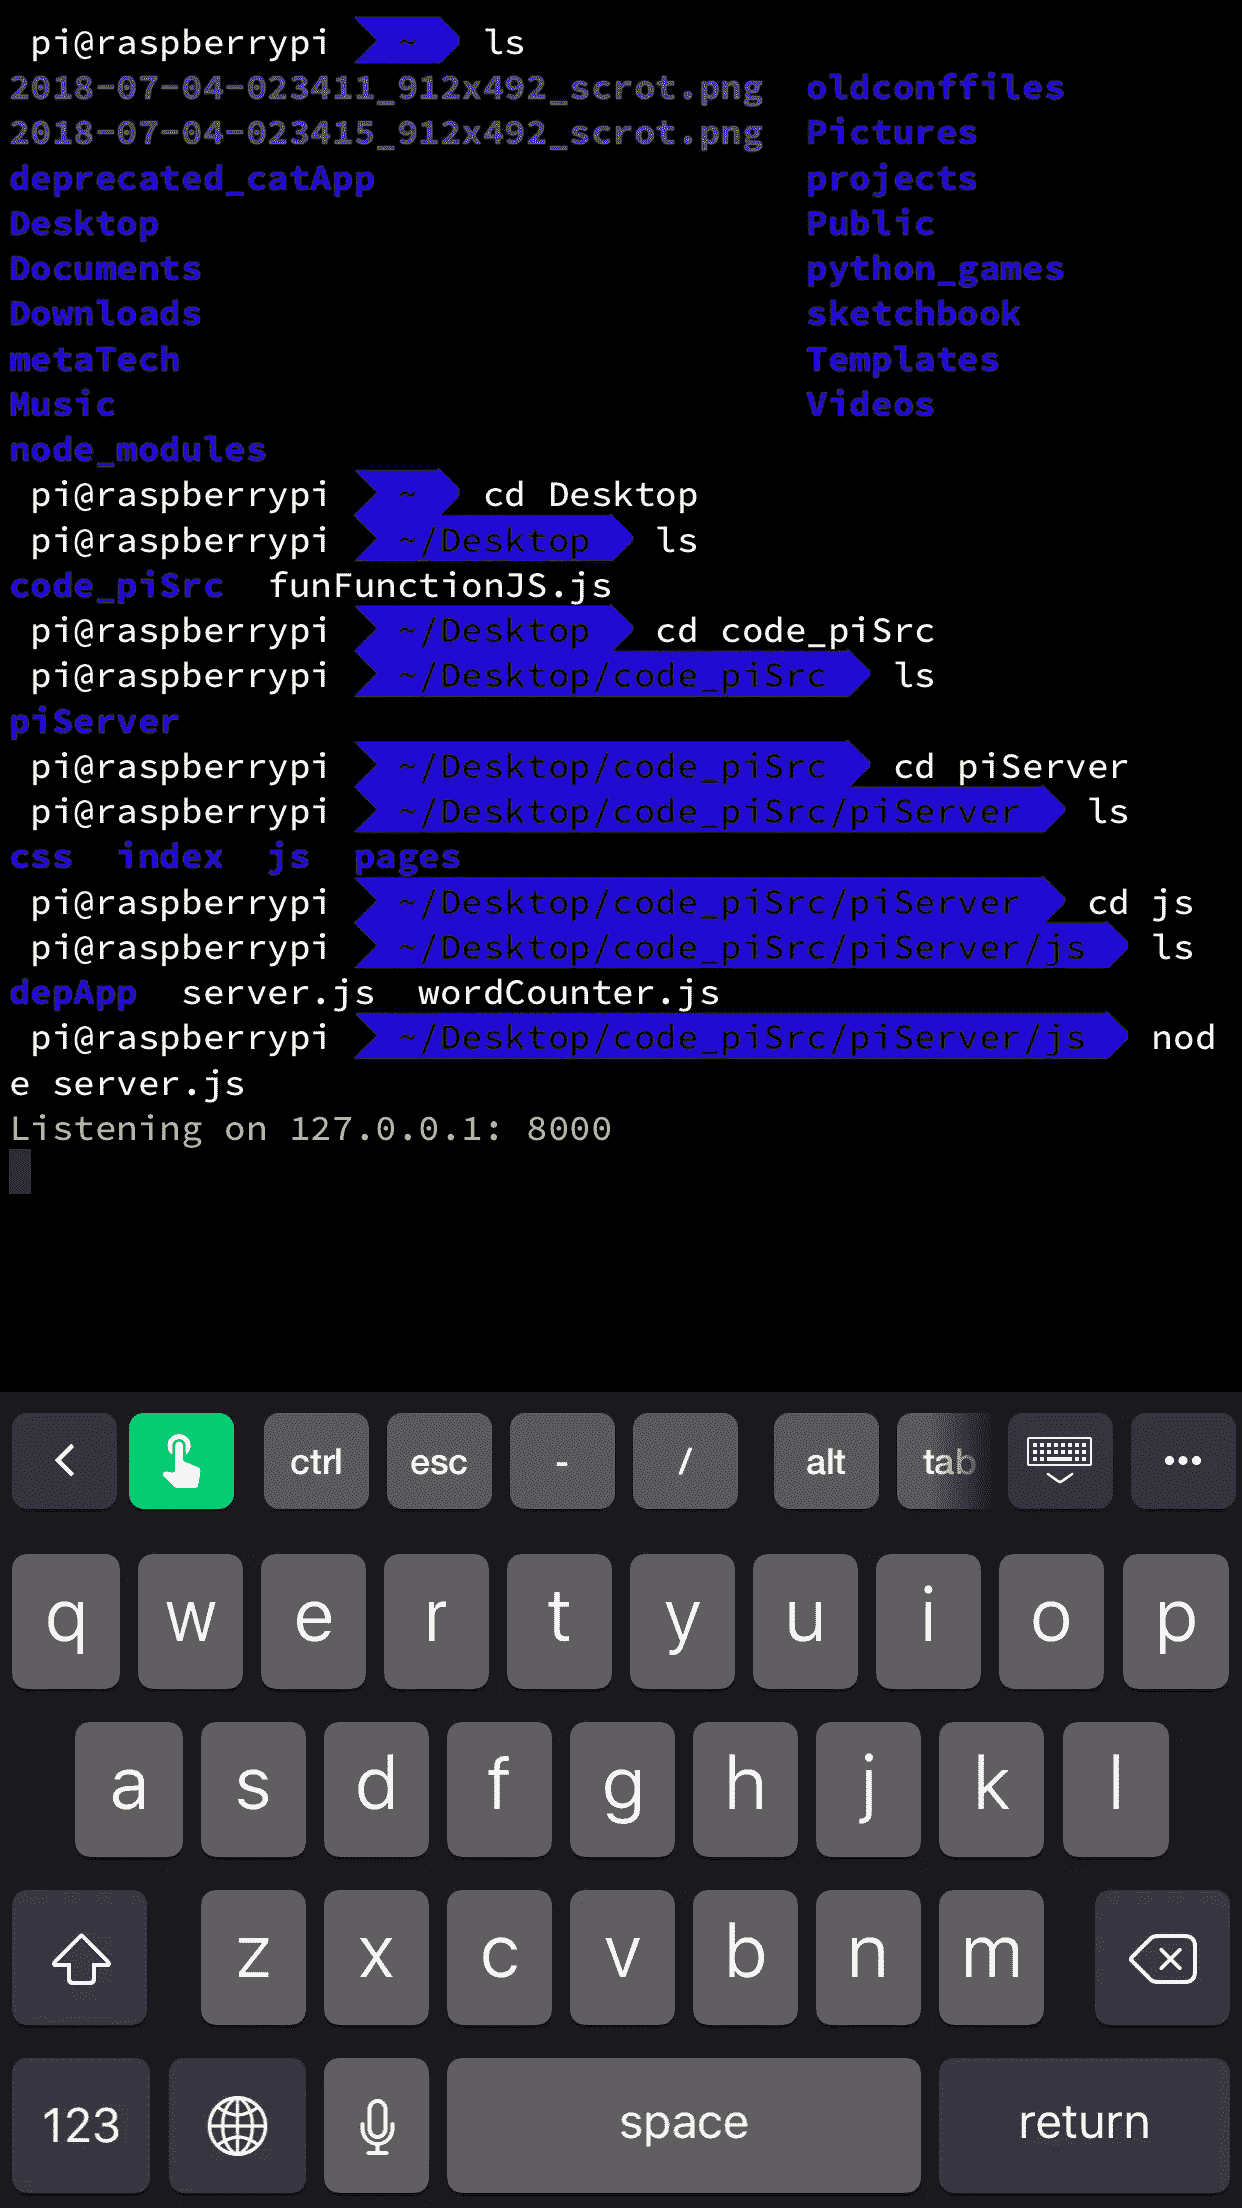 pi@raspberrypi ~ ls
2018-07-04-023411_912x492_scrot.png oldconffiles
2018-07-04-023415_912x492_scrot.png Pictures
deprecated_catApp projects
Desktop Public
Documents python_games
Downloads sketchbook
metaTech Templates
Music Videos
node_modules
pi@raspberrypi ~ cd Desktop
pi@raspberrypi ~/Desktop ls
code_piSrc funFunctionJS.js
pi@raspberrypi ~/Desktop cd code_piSrc
pi@raspberrypi ~/Desktop/code_piSrc ls
piServer
pi@raspberrypi ~/Desktop/code_piSrc cd piServer
pi@raspberrypi ~/Desktop/code_piSrc/piServer ls
css index js pages
pi@raspberrypi ~/Desktop/code_piSrc/piServer cd js
pi@raspberrypi ~/Desktop/code_piSrc/piServer/js ls
depApp server.js wordCounter.js
pi@raspberrypi ~/Desktop/code_piSrc/piServer/js nod
e server.js
Listening on 127.0.0.1: 8000
ctrl esc - / alt tab
q w e r t y u i o p
a s d f g h j k l
z x c v b n m
123 space return